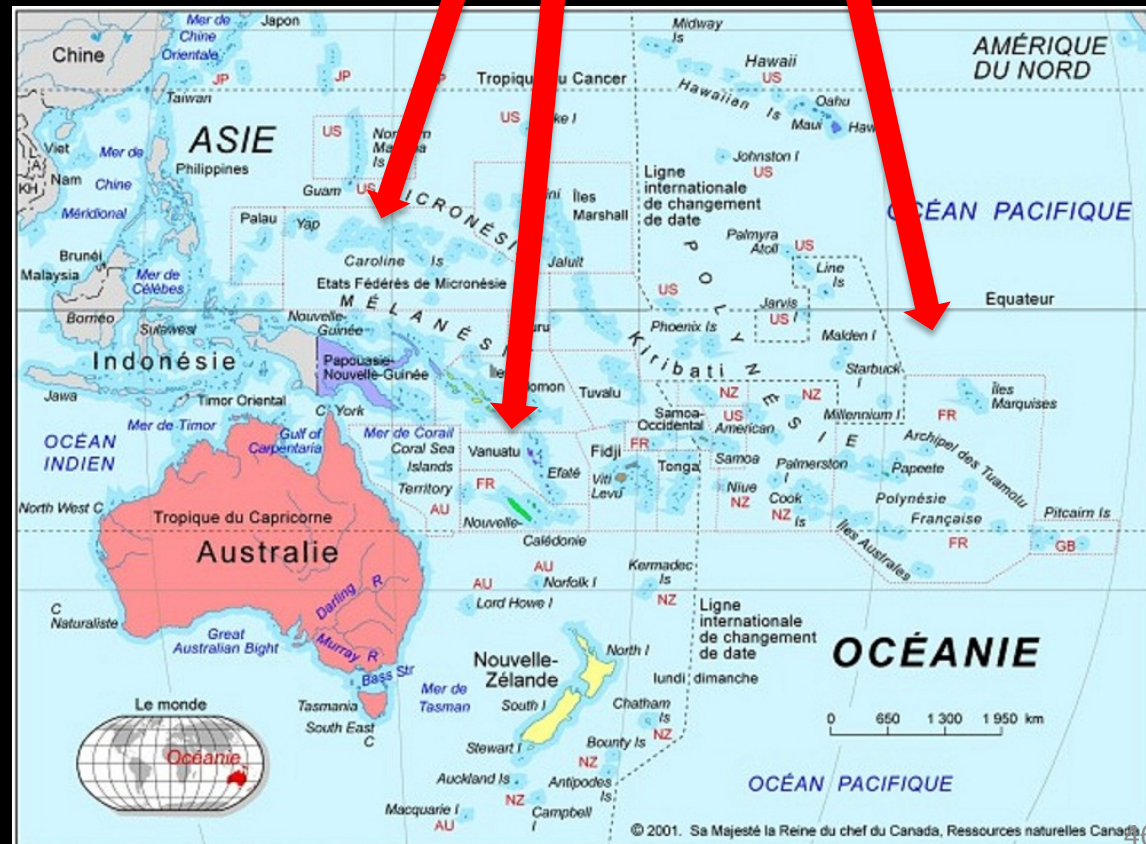 Mer de
Chine
Orientale
Japon
Chine
JP
JP
Taiwan
Tropique du Cancer
Midway
Is
Hawaii
US
Hawaiian Is
Oahu
Maui
AMÉRIQUE
DU NORD
ASIE
Philippines
US
US
Viet
Nam
LA
KH
Mer de
Chine
Méridional
Guam
US
Johnston I
US
Ligne
internationale
de changement
de date
Îles
Marshall
Palau
Yap
Caroline Is
Jaluit
Etats Fédérés de Micronésie
MÉLANÉSI
POLYNÉSIE
Palmyra
Atoll
US
Line
Is
OCÉAN PACIFIQUE
Brunéi
Malaysia
Mer de
Célèbes
Bornéo
Sulawesi
Indonésie
Jawa
Timor Oriental
Nouvelle-
Guinée
Papouasie-
Nouvelle-Guinée
US
Jarvis
US I
Equateur
Phoenix Is
Kiribati
Malden I
Starbuck
I
Tuvalu
NZ
NZ
Millennium I
Îles
Marquises
FR
C York
Mer de Timor
Gulf of
Carpentaria
Mer de Corail
Coral Sea
Islands
Territory
AU
Vanuatu
Efalé
FR
Nouvelle-
Calédonie
Fidji
Viti
Levu
FR
Samoa-
Occidental
US
American
Samoa
Tonga
Niue
NZ
Palmerston
I
Cook
NZ
Is
Archipel des Tuamolu
Papeete
Polynésie
Française
FR
Îles Australes
Pitcairn Is
GB
OCÉAN
INDIEN
North West C
Tropique du Capricorne
Australie
Darling R
Murray R
C
Naturaliste
Great
Australian Bight
Bass Str
Tasmania
South East
C
Mer de
Tasman
AU
AU
Norfolk I
Lord Howe I
Kermadec
Is
NZ
Ligne
internationale
de changement
de date
lundi dimanche
OCÉANIE
Nouvelle-
Zélande
North I
South I
Chatham
Is
NZ
Stewart I
Bounty Is
NZ
Auckland Is
NZ
Antipodes
Is
Campbell
I
Macquarie I
AU
0 650 1 300 1 950 km
OCÉAN PACIFIQUE
Le monde
Océanie
© 2001. Sa Majesté la Reine du chef du Canada, Ressources naturelles Canada.